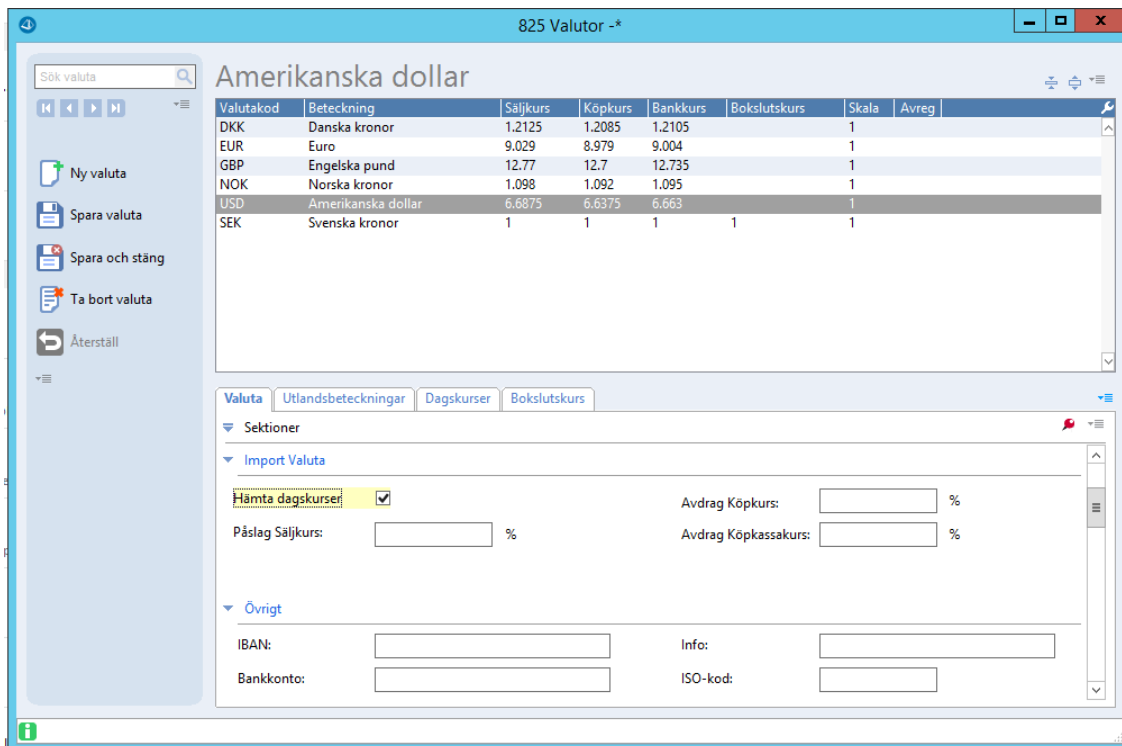 825 Valutor -*
Sök valuta
Ny valuta
Spara valuta
Spara och stäng
Ta bort valuta
Återställ
Amerikanska dollar
Valutakod Beteckning Säljkurs Köpkurs Bankkurs Bokslutskurs Skala Avreg
DKK Danska kronor 1.2125 1.2085 1.2105 1
EUR Euro 9.029 8.979 9.004 1
GBP Engelska pund 12.77 12.7 12.735 1
NOK Norska kronor 1.098 1.092 1.095 1
USD Amerikanska dollar 6.6875 6.6375 6.663 1
SEK Svenska kronor 1 1 1 1 1
Valuta Utlandsbeteckningar Dagskurser Bokslutskurs
Sektioner
Import Valuta
Hämta dagskurser Avdrag Köpkurs: %
Påslag Säljkurs: % Avdrag Köpkassakurs: %
Övrigt
IBAN: Info:
Bankkonto: ISO-kod: